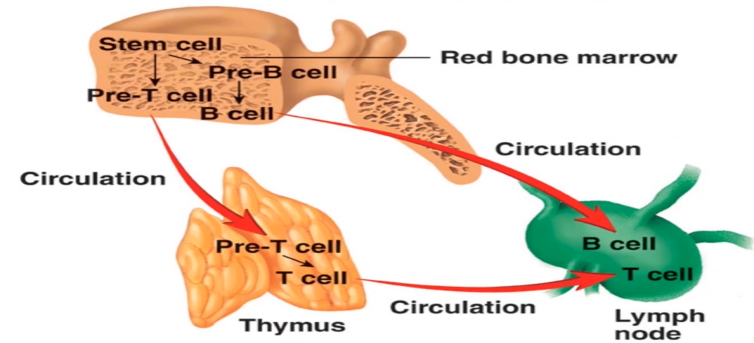 Stem cell
Red bone marrow
Pre-B cell
Pre-T cell
B cell
Circulation
Circulation
Pre-T cell
T cell
B cell
T cell
Circulation
Thymus
Lymph
node